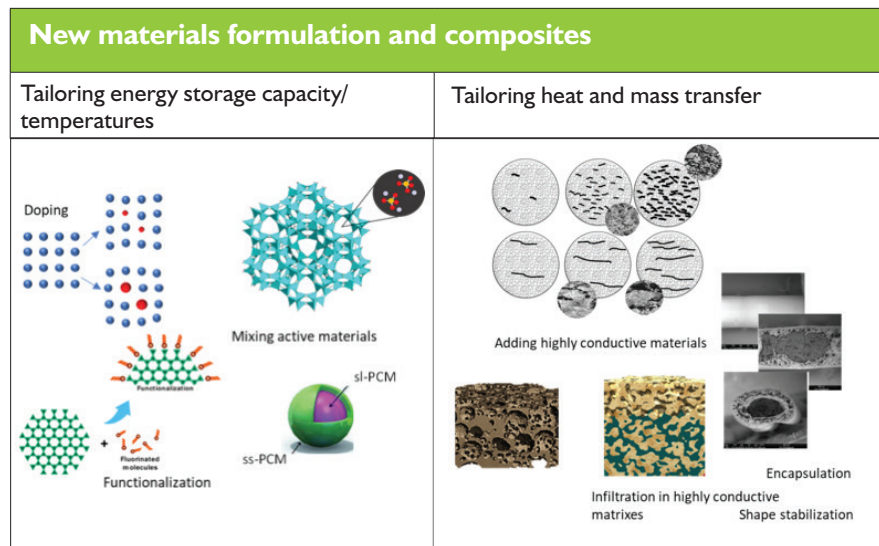 New materials formulation and composites
Tailoring energy storage capacity/
temperatures
Tailoring heat and mass transfer
Doping
Mixing active materials
Functionalization
sl-PCM
ss-PCM
+
Fluorinated
molecules
Functionalization
Adding highly conductive materials
Encapsulation
Infiltration in highly conductive
matrixes
Shape stabilization